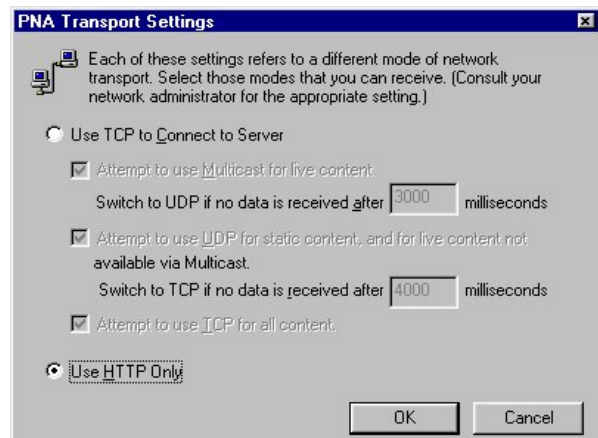 PNA Transport Settings
Each of these settings refers to a different mode of network
transport. Select those modes that you can receive. (Consult your
network administrator for the appropriate setting.)
Use TCP to Connect to Server
Attempt to use Multicast for live content
Switch to UDP if no data is received after 3000 milliseconds
Attempt to use UDP for static content, and for live content not
available via Multicast.
Switch to TCP if no data is received after 4000 milliseconds
Attempt to use TCP for all content.
Use HTTP Only
OK Cancel